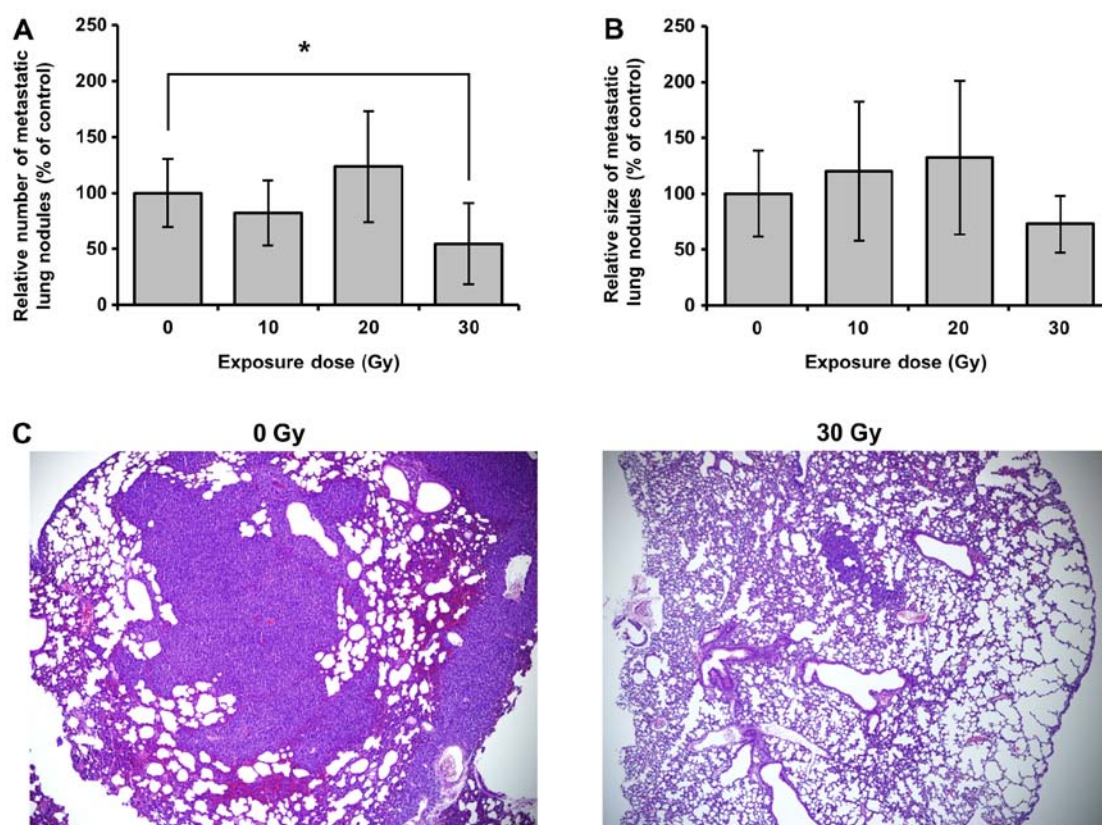 A
Relative number of metastatic
lung nodules (% of control)
250
200
150
100
50
0
*
0 10 20 30
Exposure dose (Gy)
B
Relative size of metastatic
lung nodules (% of control)
250
200
150
100
50
0
0 10 20 30
Exposure dose (Gy)
C
0 Gy
30 Gy